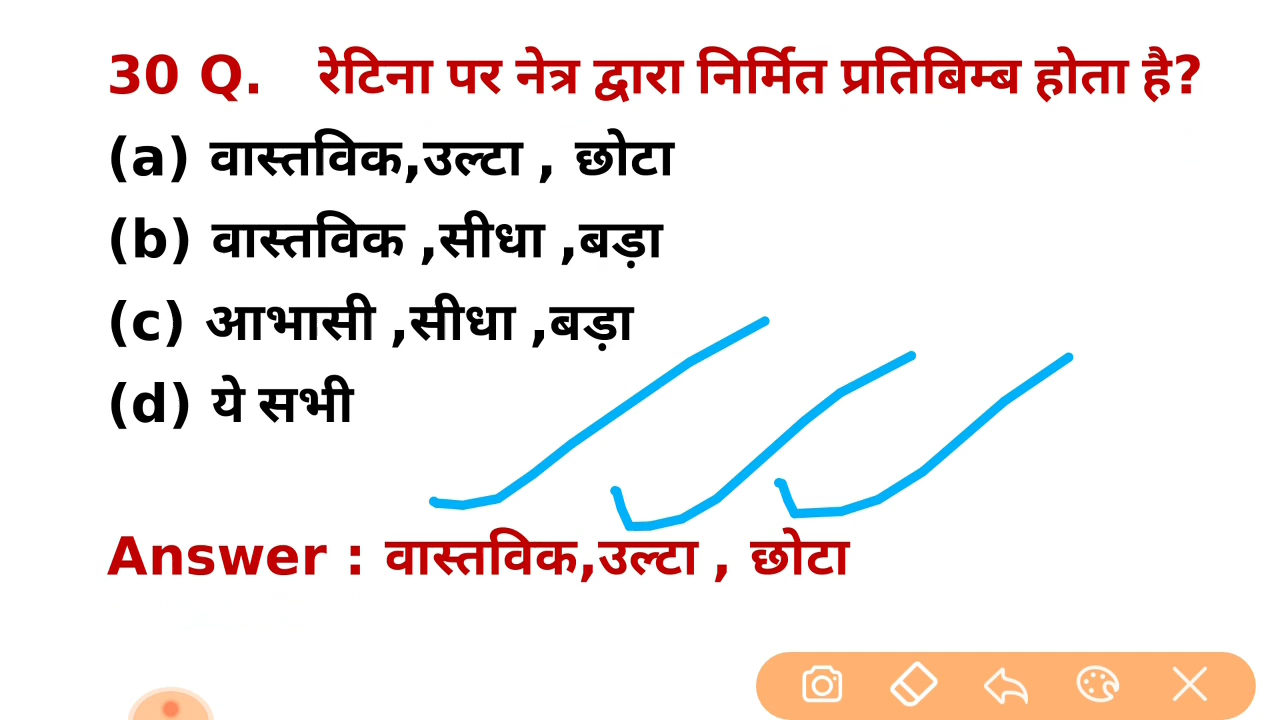 30 Q. रेटिना पर नेत्र द्वारा निर्मित प्रतिबिम्ब होता है?
(a) वास्तविक,उल्टा , छोटा
(b) वास्तविक ,सीधा ,बड़ा
(c) आभासी ,सीधा ,बड़ा
(d) ये सभी
Answer : वास्तविक,उल्टा , छोटा